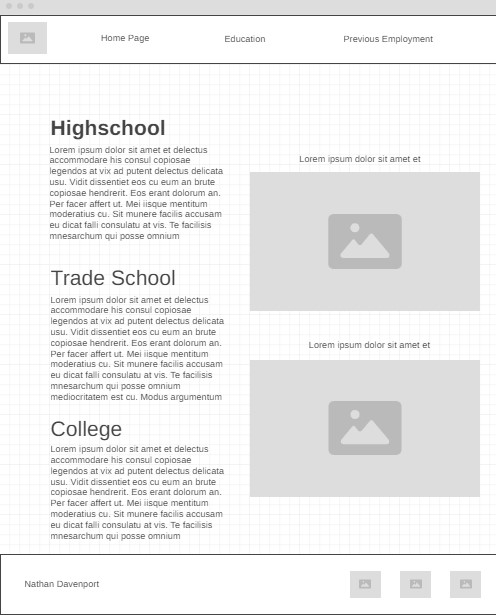 Home Page
Education
Previous Employment
Highschool
Lorem ipsum dolor sit amet et delectus
accommodare his consul copiosae
legendos at vix ad putent delectus delicata
usu. Vidit dissentiet eos cu eum an brute
copiosae hendrerit. Eos erant dolorum an.
Per facer affert ut. Mei iisque mentitum
moderatius cu. Sit munere facilis accusam
eu dicat falli consulatu at vis. Te facilisis
mnesarchum qui posse omnium
Lorem ipsum dolor sit amet et
Trade School
Lorem ipsum dolor sit amet et delectus
accommodare his consul copiosae
legendos at vix ad putent delectus delicata
usu. Vidit dissentiet eos cu eum an brute
copiosae hendrerit. Eos erant dolorum an.
Per facer affert ut. Mei iisque mentitum
moderatius cu. Sit munere facilis accusam
eu dicat falli consulatu at vis. Te facilisis
mnesarchum qui posse omnium
mediocritatem est cu. Modus argumentum
Lorem ipsum dolor sit amet et
College
Lorem ipsum dolor sit amet et delectus
accommodare his consul copiosae
legendos at vix ad putent delectus delicata
usu. Vidit dissentiet eos cu eum an brute
copiosae hendrerit. Eos erant dolorum an.
Per facer affert ut. Mei iisque mentitum
moderatius cu. Sit munere facilis accusam
eu dicat falli consulatu at vis. Te facilisis
mnesarchum qui posse omnium
Nathan Davenport